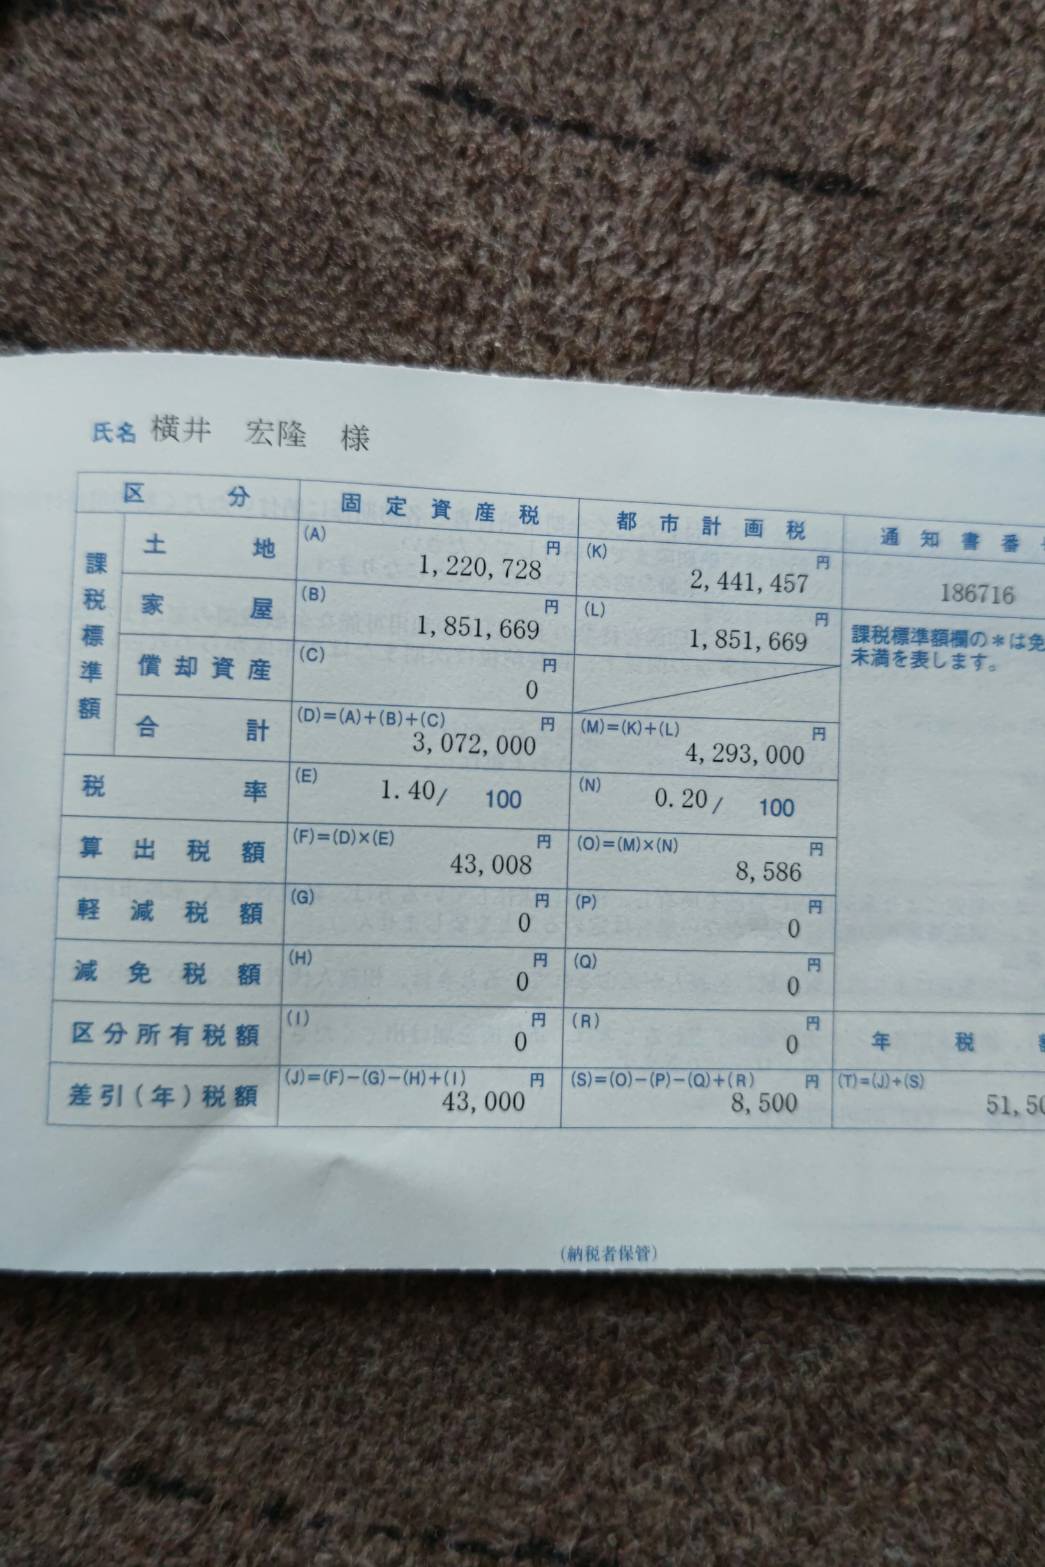 氏名 横井 宏隆 様
区分 固定資産税 都市計画税 通知書番
課税標準額
土地 (A) 1,220,728 円 (K) 2,441,457 円 186716
家屋 (B) 1,851,669 円 (L) 1,851,669 円
課税標準額欄の*は免
未満を表します。
償却資産 (C) 0 円
合計 (D)=(A)+(B)+(C) 3,072,000 円 (M)=(K)+(L) 4,293,000 円
税率 (E) 1.40/ 100 (N) 0.20/ 100
算出税額 (F)=(D)×(E) 43,008 円 (O)=(M)×(N) 8,586 円
軽減税額 (G) 0 円 (P) 0 円
減免税額 (H) 0 円 (Q) 0 円
区分所有税額 (I) 0 円 (R) 0 円 年税
差引(年)税額 (J)=(F)-(G)-(H)+(I) 43,000 円 (S)=(O)-(P)-(Q)+(R) 8,500 円 (T)=(J)+(S) 51,5
(納税者保管)